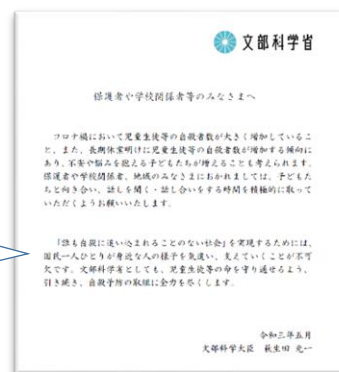 文部科学省
保護者や学校関係者等のみなさまへ
コロナ禍において児童生徒等の自殺者数が大きく増加しているこ
と、また、長期休業明けに児童生徒等の自殺者数が増加する傾向に
あり、不安や悩みを抱える子どもたちが増えることも考えられます。
保護者や学校関係者、地域のみなさまにおかれましては、子どもた
ちと向き合い、話しを聞く・話し合いをする時間を積極的に取って
いただくようお願いいたします。
「誰も自殺に追い込まれることのない社会」を実現するためには、
国民一人ひとりが身近な人の様子を気遣い、支えていくことが不可
欠です。文部科学省としても、児童生徒等の命を守り通せるよう、
引き続き、自殺予防の取組に全力を尽くします。
令和三年五月
文部科学大臣 萩生田 光一